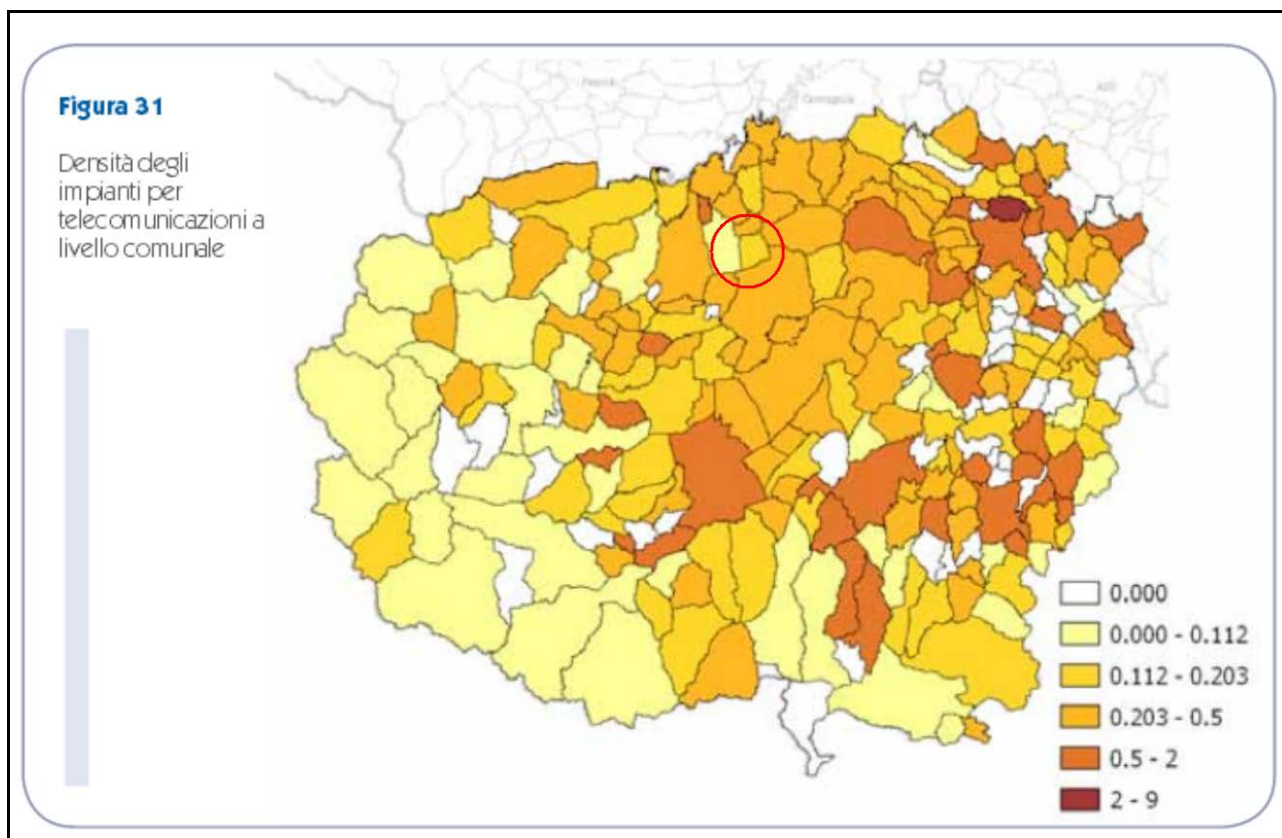 Figura 31
Densità degli
impianti per
telecomunicazioni a
livello comunale
0.000
0.000 - 0.112
0.112 - 0.203
0.203 - 0.5
0.5 - 2
2 - 9